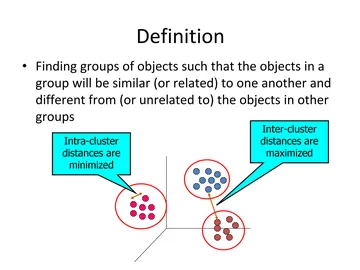 Definition
• Finding groups of objects such that the objects in a
group will be similar (or related) to one another and
different from (or unrelated to) the objects in other
groups
Intra-cluster
distances are
minimized
Inter-cluster
distances are
maximized